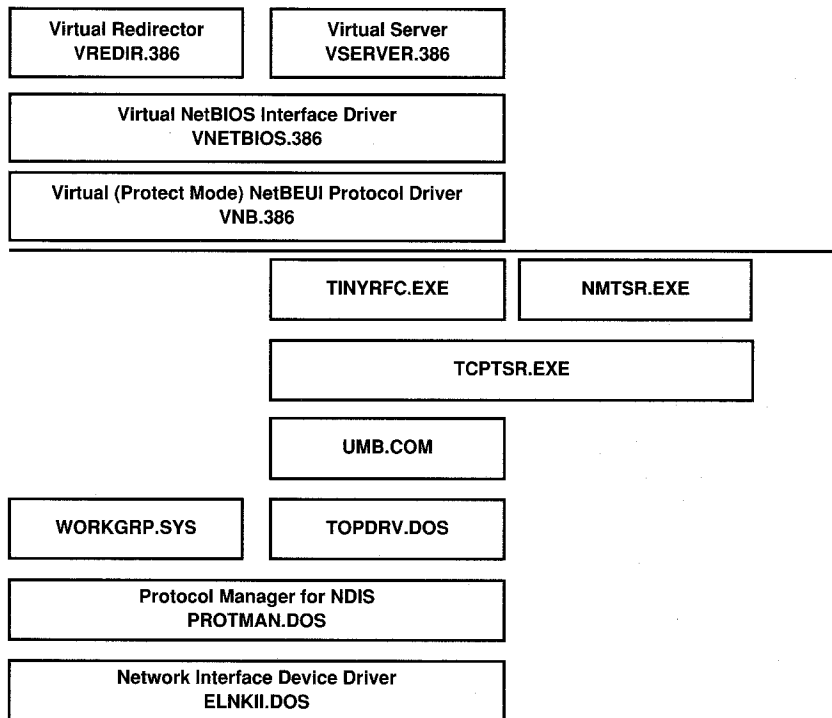 Virtual Redirector
VREDIR.386
Virtual Server
VSERVER.386
Virtual NetBIOS Interface Driver
VNETBIOS.386
Virtual (Protect Mode) NetBEUI Protocol Driver
VNB.386
TINYRFC.EXE
NMTSR.EXE
TCPTSR.EXE
UMB.COM
WORKGRP.SYS
TOPDRV.DOS
Protocol Manager for NDIS
PROTMAN.DOS
Network Interface Device Driver
ELNKII.DOS